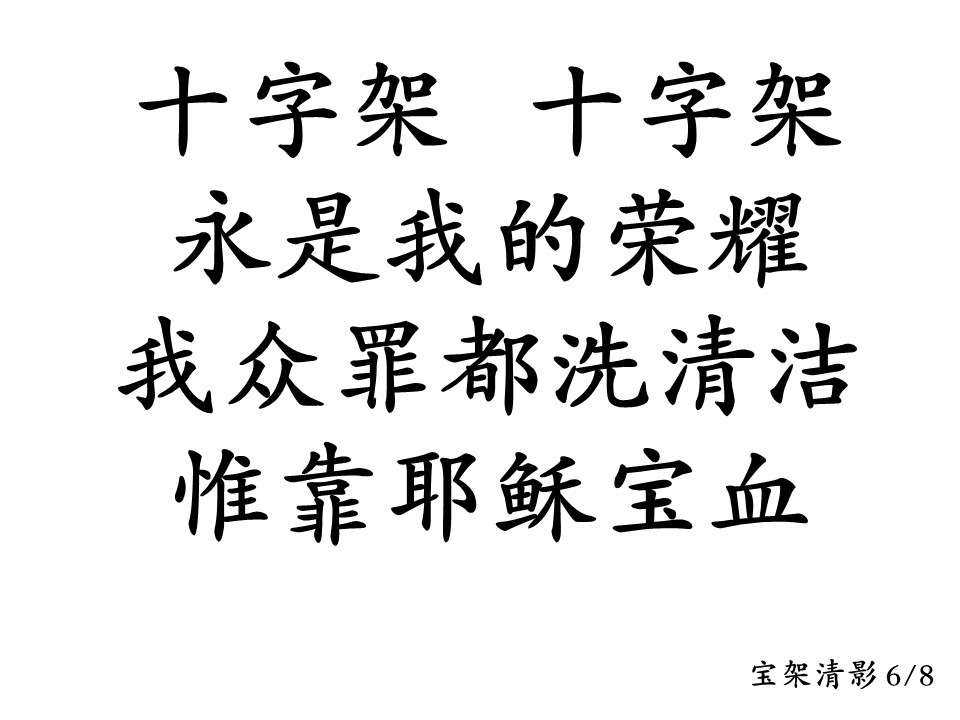 十字架 十字架
永是我的荣耀
我众罪都洗清洁
惟靠耶稣宝血
宝架清影 6/8